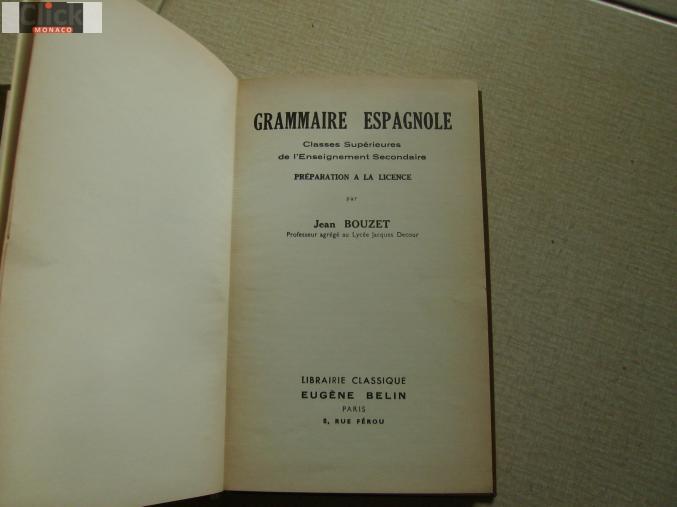 Click
MONACO
GRAMMAIRE ESPAGNOLE
Classes Supérieures
de l'Enseignement Secondaire
PRÉPARATION A LA LICENCE
par
Jean BOUZET
Professeur agrégé au Lycée Jacques Decour
LIBRAIRIE CLASSIQUE
EUGÈNE BELIN
PARIS
8, RUE FÉROU